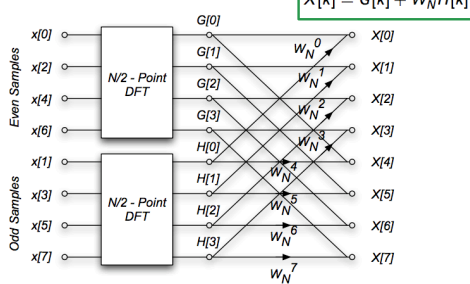 X[k] = G[k] + W_N H[k]
Even Samples
x[0]
x[2]
x[4]
x[6]
N/2 - Point
DFT
Odd Samples
x[1]
x[3]
x[5]
x[7]
N/2 - Point
DFT
G[0]
G[1]
G[2]
G[3]
H[0]
H[1]
H[2]
H[3]
W_N^0
W_N^1
W_N^2
W_N^3
W_N^4
W_N^5
W_N^6
W_N^7
X[0]
X[1]
X[2]
X[3]
X[4]
X[5]
X[6]
X[7]